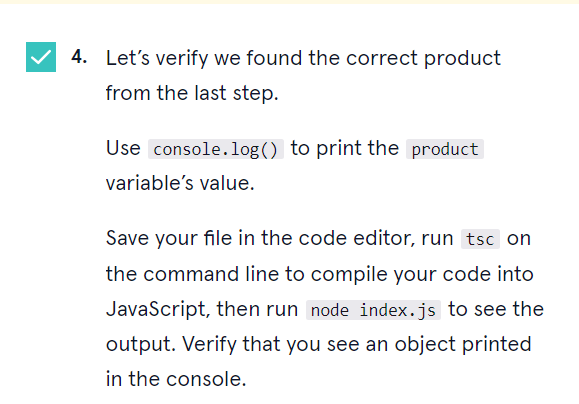 4. Let’s verify we found the correct product
from the last step.
Use console.log() to print the product
variable’s value.
Save your file in the code editor, run tsc on
the command line to compile your code into
JavaScript, then run node index.js to see the
output. Verify that you see an object printed
in the console.